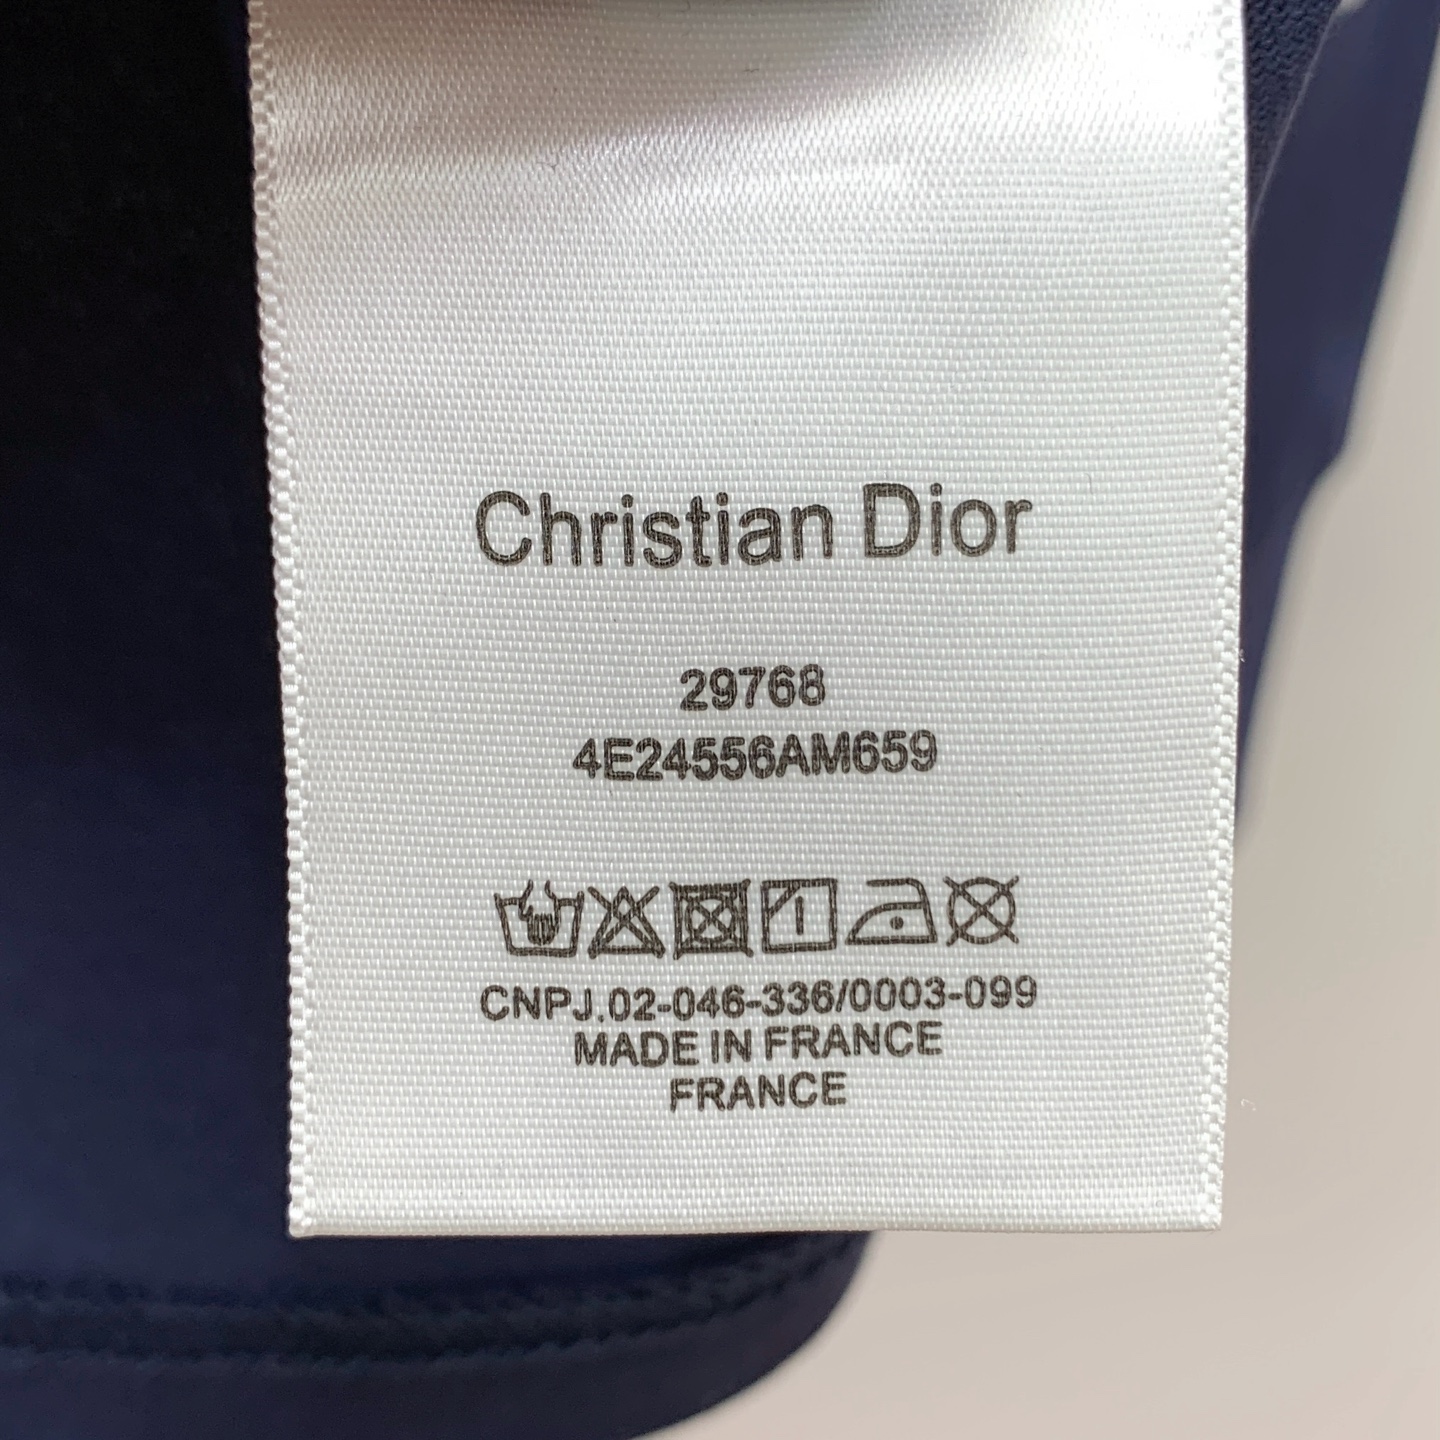 Christian Dior
29768
4E24556AM659
CNPJ.02-046-336/0003-099
MADE IN FRANCE
FRANCE